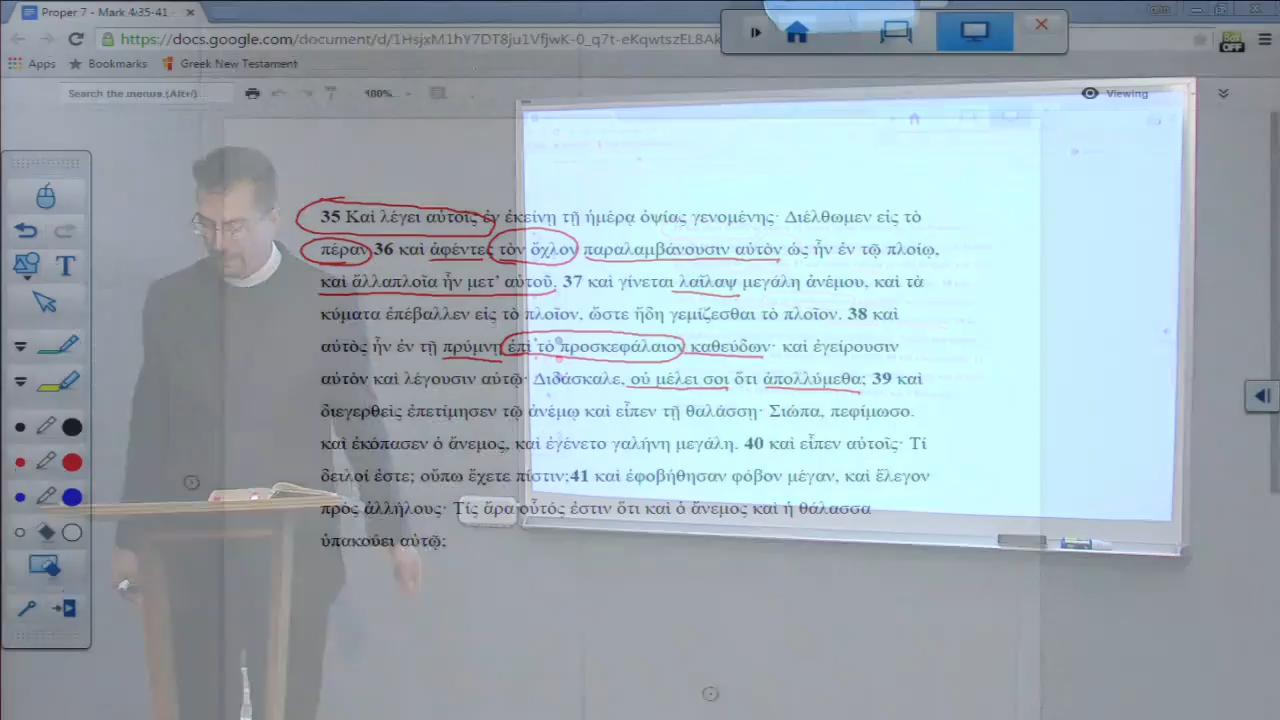 Proper 7 - Mark 4:35-41
https://docs.google.com/document/d/1HsjxM1hY7DT8ju1VfjwK-0_q7t-eKqwtszEL8Ak
Apps Bookmarks Greek New Testament
Search the menus (Alt+/) 100% Viewing
35 Καὶ λέγει αὐτοῖς ἐν ἐκείνῃ τῇ ἡμέρᾳ ὀψίας γενομένης· Διέλθωμεν εἰς τὸ
πέραν 36 καὶ ἀφέντες τὸν ὄχλον παραλαμβάνουσιν αὐτὸν ὡς ἦν ἐν τῷ πλοίῳ,
καὶ ἄλλαπλοῖα ἦν μετ’ αὐτοῦ. 37 καὶ γίνεται λαῖλαψ μεγάλη ἀνέμου, καὶ τὰ
κύματα ἐπέβαλλεν εἰς τὸ πλοῖον, ὥστε ἤδη γεμίζεσθαι τὸ πλοῖον. 38 καὶ
αὐτὸς ἦν ἐν τῇ πρύμνῃ ἐπὶ τὸ προσκεφάλαιον καθεύδων· καὶ ἐγείρουσιν
αὐτὸν καὶ λέγουσιν αὐτῷ· Διδάσκαλε, οὐ μέλει σοι ὅτι ἀπολλύμεθα; 39 καὶ
διεγερθεὶς ἐπετίμησεν τῷ ἀνέμῳ καὶ εἶπεν τῇ θαλάσσῃ· Σιώπα, πεφίμωσο.
καὶ ἐκόπασεν ὁ ἄνεμος, καὶ ἐγένετο γαλήνη μεγάλη. 40 καὶ εἶπεν αὐτοῖς· Τί
δειλοί ἐστε; οὔπω ἔχετε πίστιν;41 καὶ ἐφοβήθησαν φόβον μέγαν, καὶ ἔλεγον
πρὸς ἀλλήλους· Τίς ἄρα οὗτός ἐστιν ὅτι καὶ ὁ ἄνεμος καὶ ἡ θάλασσα
ὑπακούει αὐτῷ;
T